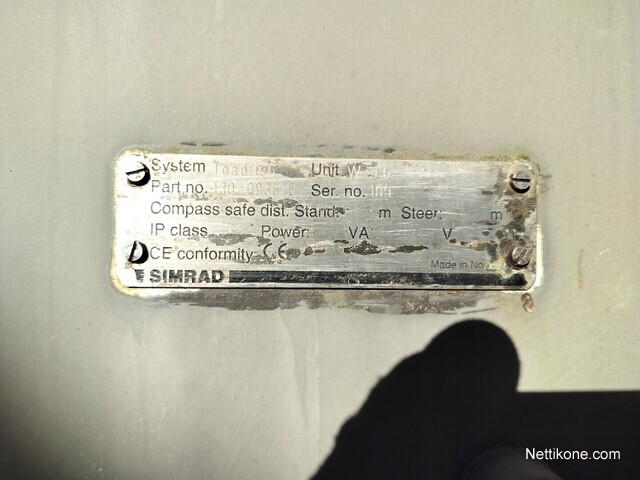 System Unit
Part no. Ser. no.
Compass safe dist. Stand: m Steer: m
IP class Power: VA V
CE conformity CE
Made in
SIMRAD
Nettikone.com